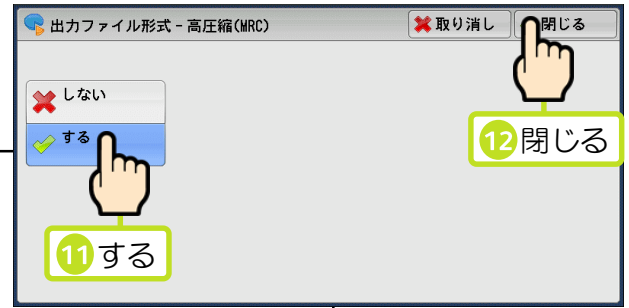 出力ファイル形式 - 高圧縮(MRC)
取り消し
閉じる
しない
する
12 閉じる
11 する